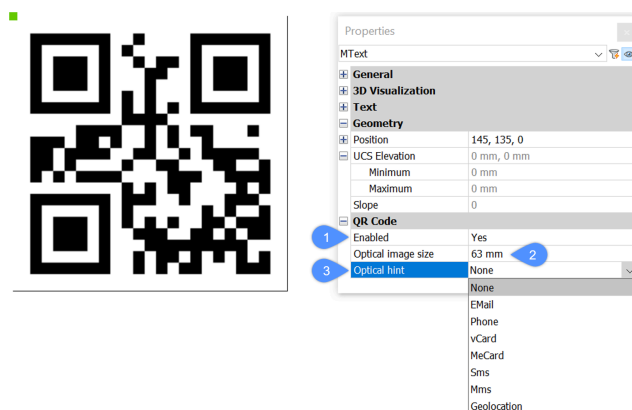 Properties
MText
General
3D Visualization
Text
Geometry
Position 145, 135, 0
UCS Elevation 0 mm, 0 mm
Minimum 0 mm
Maximum 0 mm
Slope 0
QR Code
1 Enabled Yes
Optical image size 63 mm 2
3 Optical hint None
None
EMail
Phone
vCard
MeCard
Sms
Mms
Geolocation